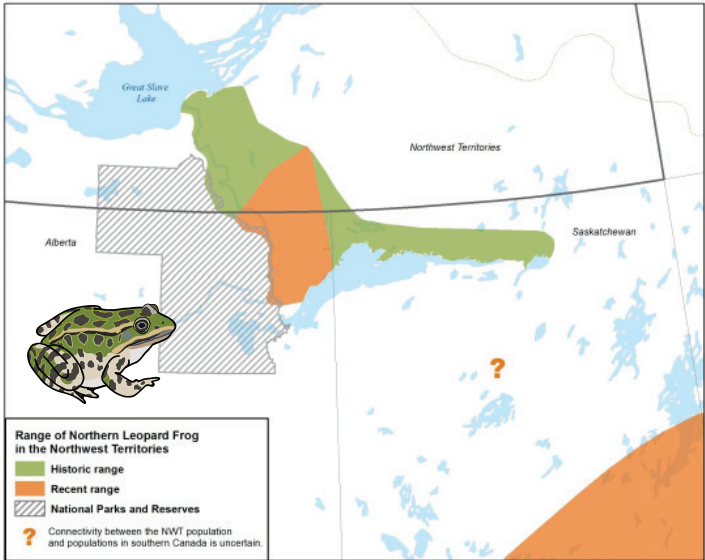 Great Slave
Lake
Northwest Territories
Alberta
Saskatchewan
?
Range of Northern Leopard Frog
in the Northwest Territories
Historic range
Recent range
National Parks and Reserves
? Connectivity between the NWT population
and populations in southern Canada is uncertain.